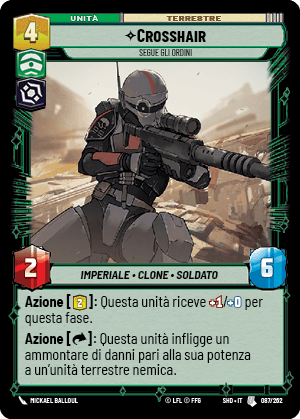 UNITÀ
TERRESTRE
4
CROSSHAIR
SEGUE GLI ORDINI
2
6
IMPERIALE • CLONE • SOLDATO
Azione [2]: Questa unità riceve +1/+0 per
questa fase.
Azione [↷]: Questa unità infligge un
ammontare di danni pari alla sua potenza
a un'unità terrestre nemica.
MICKAEL BALLOUL
© LFL © FFG
SHD•IT
087/262